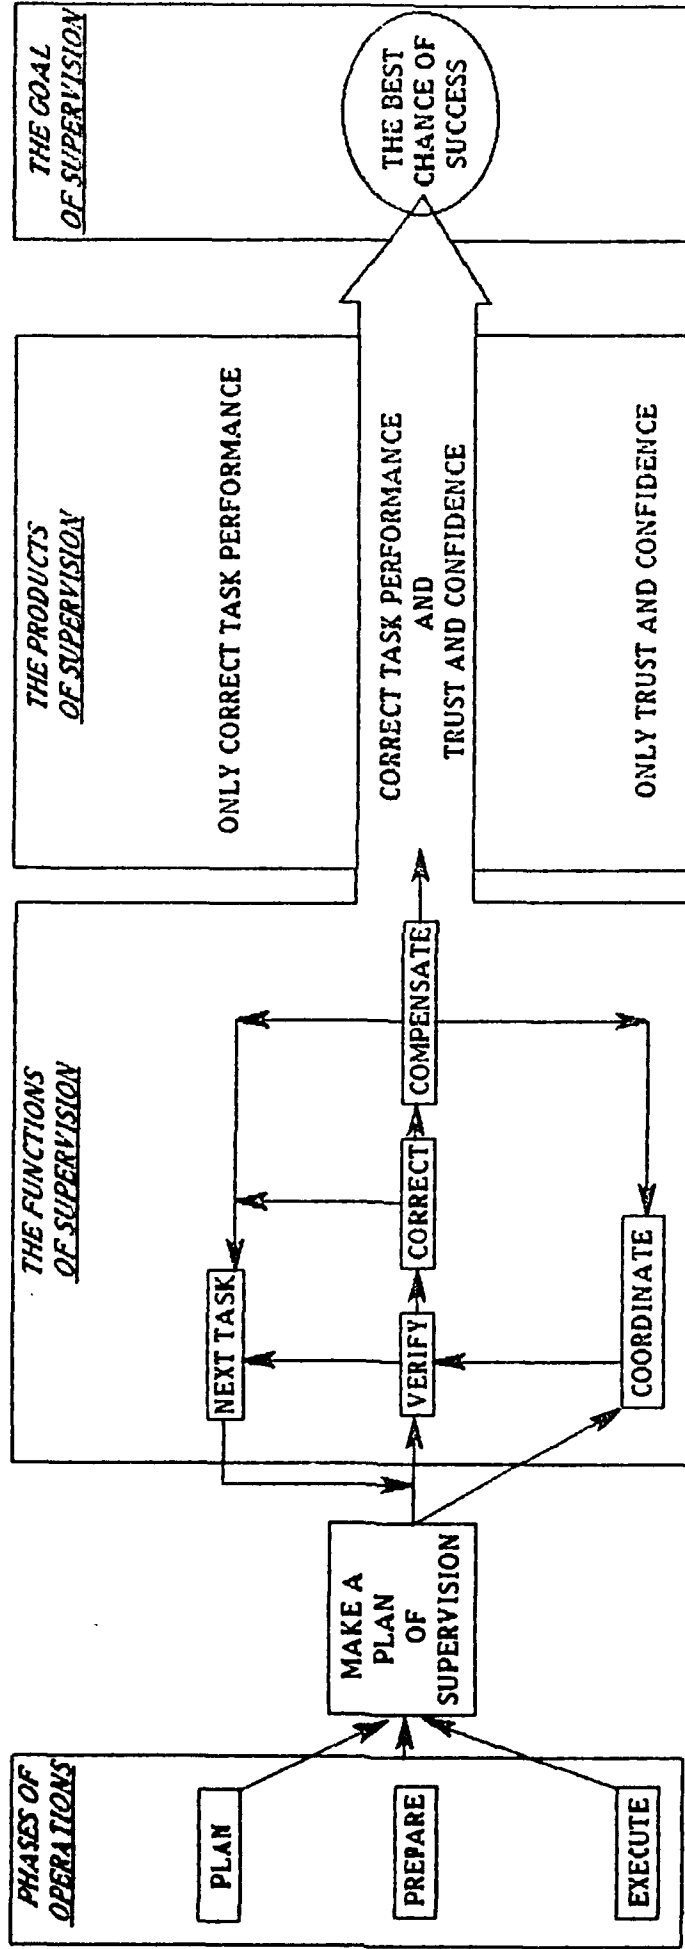 PHASES OF
OPERATIONS
PLAN
PREPARE
EXECUTE
MAKE A
PLAN
OF
SUPERVISION
THE FUNCTIONS
OF SUPERVISION
NEXT TASK
VERIFY
CORRECT
COMPENSATE
COORDINATE
THE PRODUCTS
OF SUPERVISION
ONLY CORRECT TASK PERFORMANCE
CORRECT TASK PERFORMANCE
AND
TRUST AND CONFIDENCE
ONLY TRUST AND CONFIDENCE
THE GOAL
OF SUPERVISION
THE BEST
CHANCE OF
SUCCESS